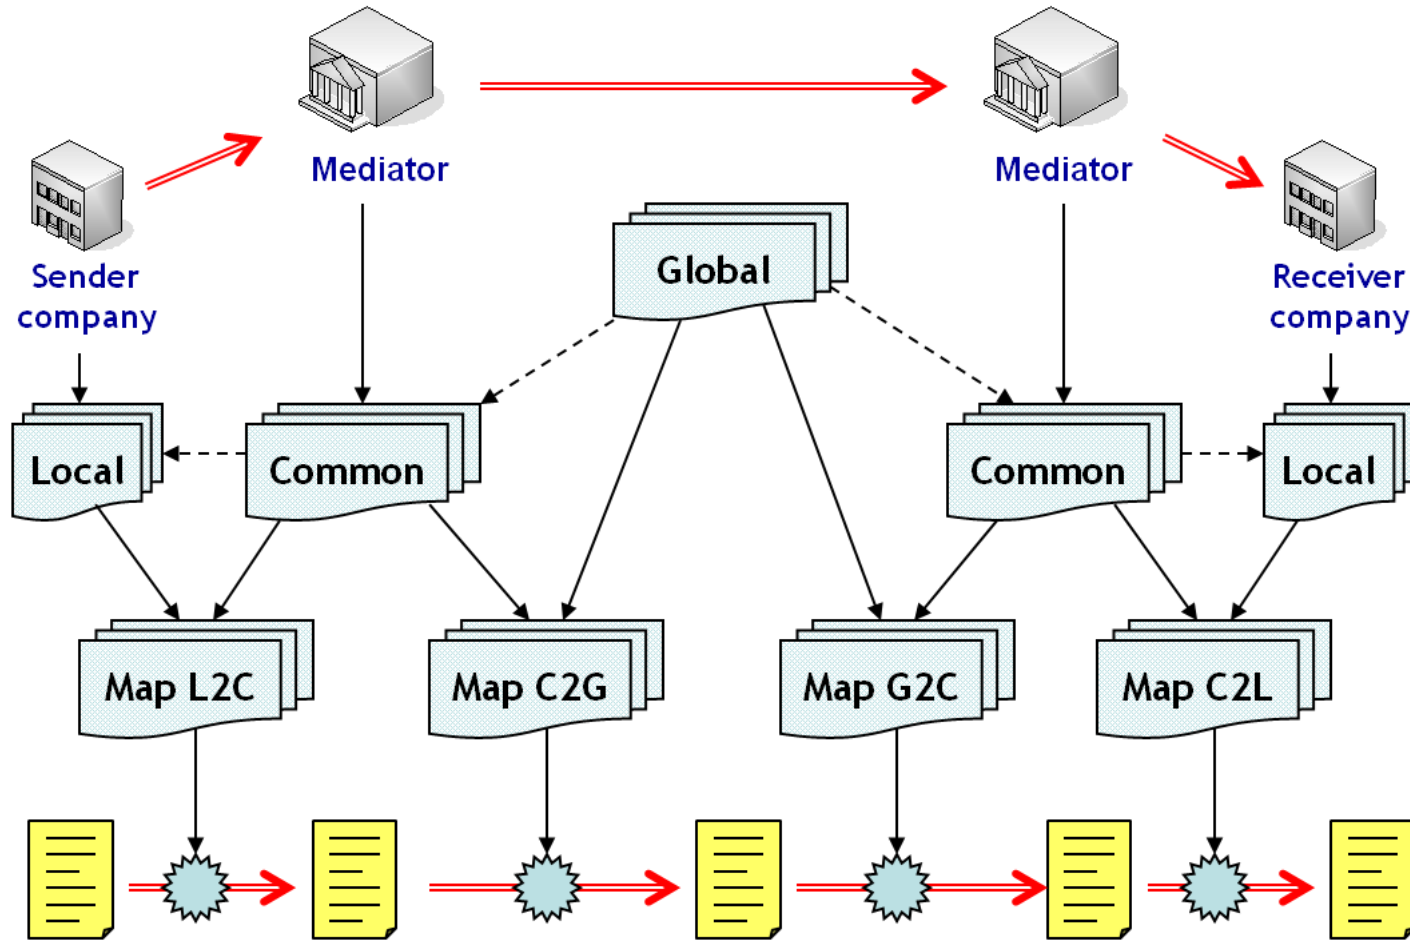 Mediator
Mediator
Sender
company
Receiver
company
Global
Local
Common
Common
Local
Map L2C
Map C2G
Map G2C
Map C2L